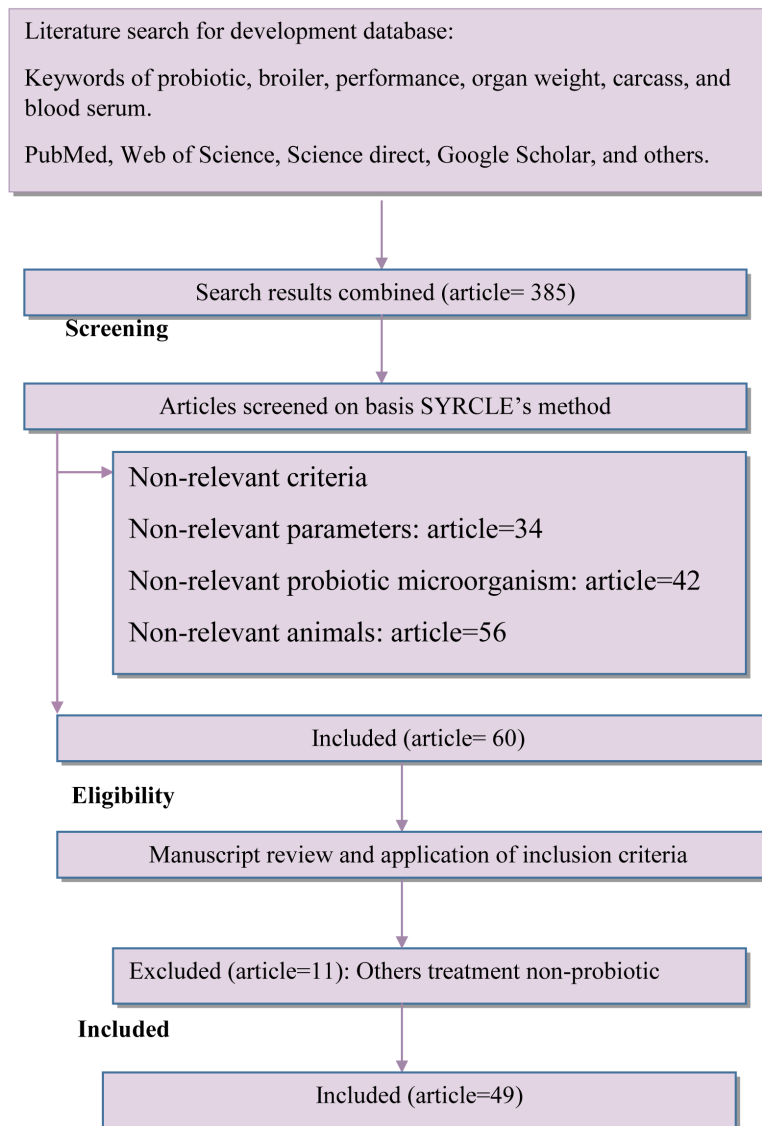 Literature search for development database:
Keywords of probiotic, broiler, performance, organ weight, carcass, and
blood serum.
PubMed, Web of Science, Science direct, Google Scholar, and others.
Search results combined (article= 385)
Screening
Articles screened on basis SYRCLE’s method
Non-relevant criteria
Non-relevant parameters: article=34
Non-relevant probiotic microorganism: article=42
Non-relevant animals: article=56
Included (article= 60)
Eligibility
Manuscript review and application of inclusion criteria
Excluded (article=11): Others treatment non-probiotic
Included
Included (article=49)